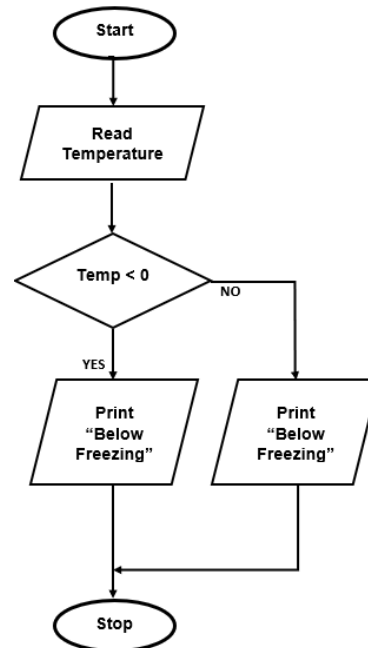 Start
Read
Temperature
Temp < 0
NO
YES
Print
“Below
Freezing”
Print
“Below
Freezing”
Stop